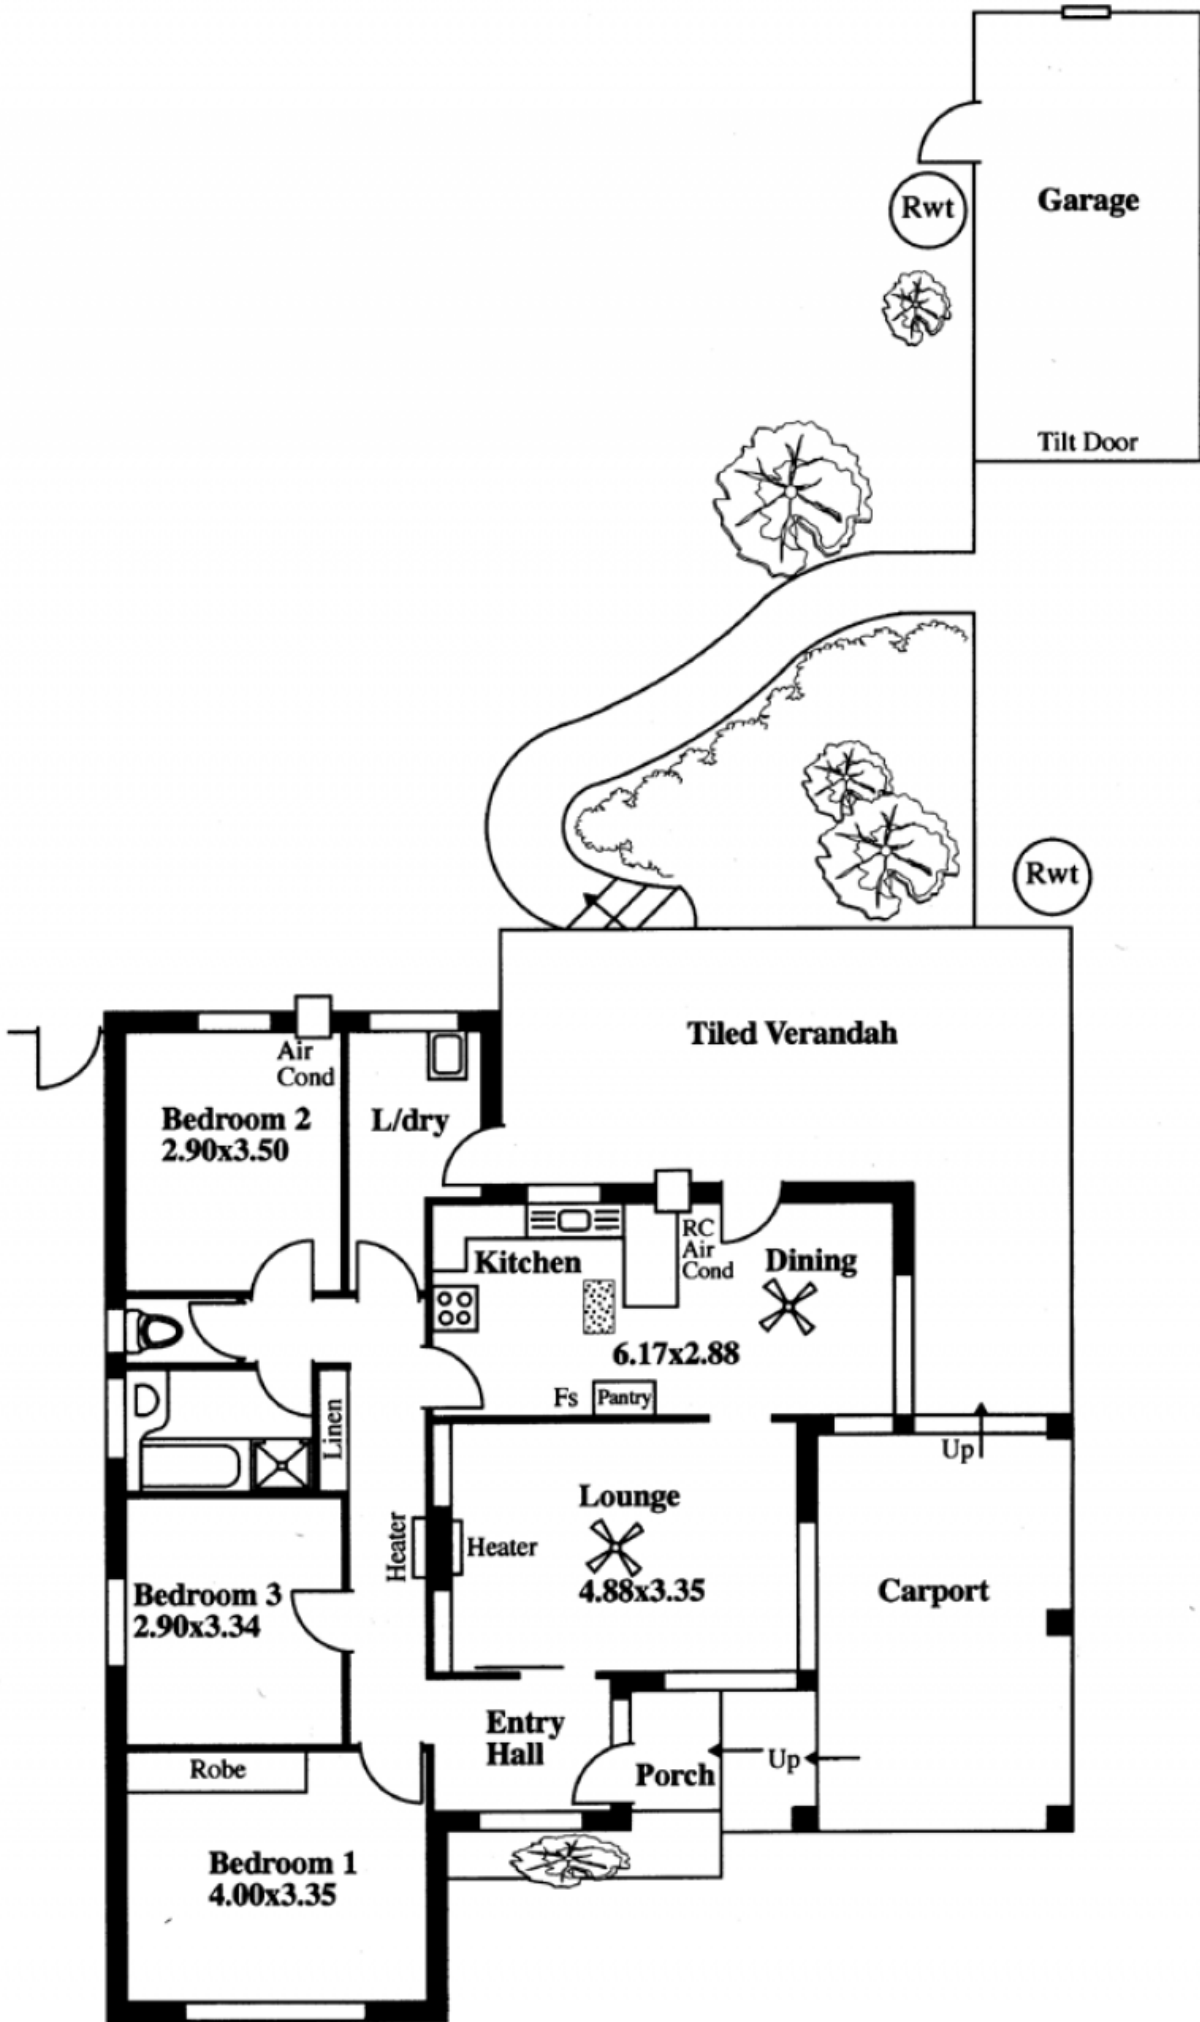 Rwt
Garage
Tilt Door
Rwt
Tiled Verandah
Air
Cond
Bedroom 2
2.90x3.50
L/dry
RC
Air
Cond
Kitchen
Dining
6.17x2.88
Fs
Pantry
Linen
Up
Lounge
4.88x3.35
Heater
Heater
Bedroom 3
2.90x3.34
Carport
Entry
Hall
Porch
Up
Robe
Bedroom 1
4.00x3.35